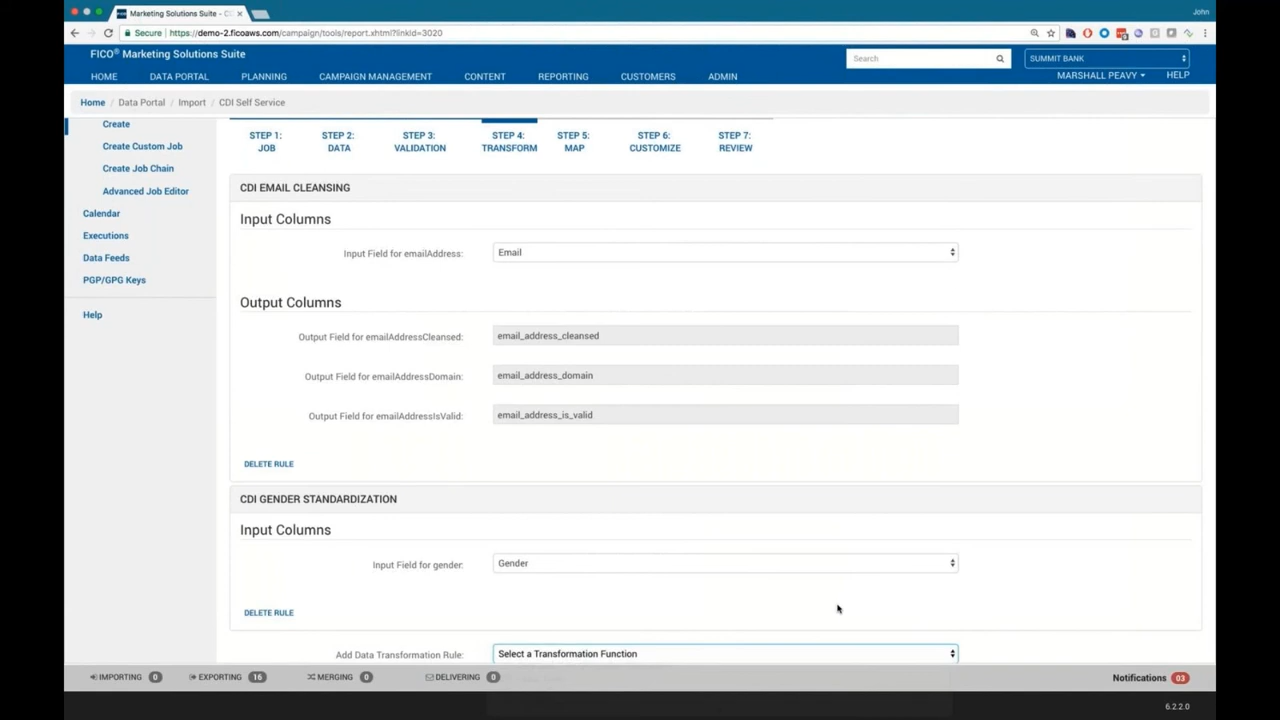 Marketing Solutions Suite - C
John
Secure
https://demo-2.ficoaws.com/campaign/tools/report.xhtml?linkId=3020
FICO® Marketing Solutions Suite
Search
SUMMIT BANK
HOME DATA PORTAL PLANNING CAMPAIGN MANAGEMENT CONTENT REPORTING CUSTOMERS ADMIN
MARSHALL PEAVY HELP
Home / Data Portal / Import / CDI Self Service
Create
Create Custom Job
Create Job Chain
Advanced Job Editor
Calendar
Executions
Data Feeds
PGP/GPG Keys
Help
STEP 1: JOB
STEP 2: DATA
STEP 3: VALIDATION
STEP 4: TRANSFORM
STEP 5: MAP
STEP 6: CUSTOMIZE
STEP 7: REVIEW
CDI EMAIL CLEANSING
Input Columns
Input Field for emailAddress: Email
Output Columns
Output Field for emailAddressCleansed: email_address_cleansed
Output Field for emailAddressDomain: email_address_domain
Output Field for emailAddressIsValid: email_address_is_valid
DELETE RULE
CDI GENDER STANDARDIZATION
Input Columns
Input Field for gender: Gender
DELETE RULE
Add Data Transformation Rule: Select a Transformation Function
IMPORTING 0 EXPORTING 16 MERGING 0 DELIVERING 0 Notifications 03
6.2.2.0